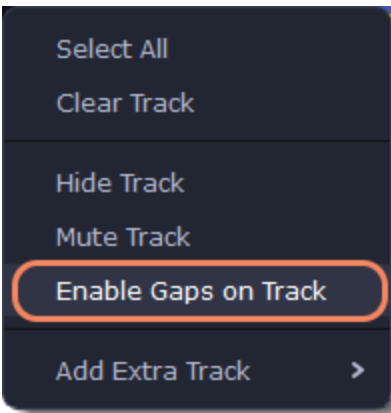 Select All
Clear Track
Hide Track
Mute Track
Enable Gaps on Track
Add Extra Track